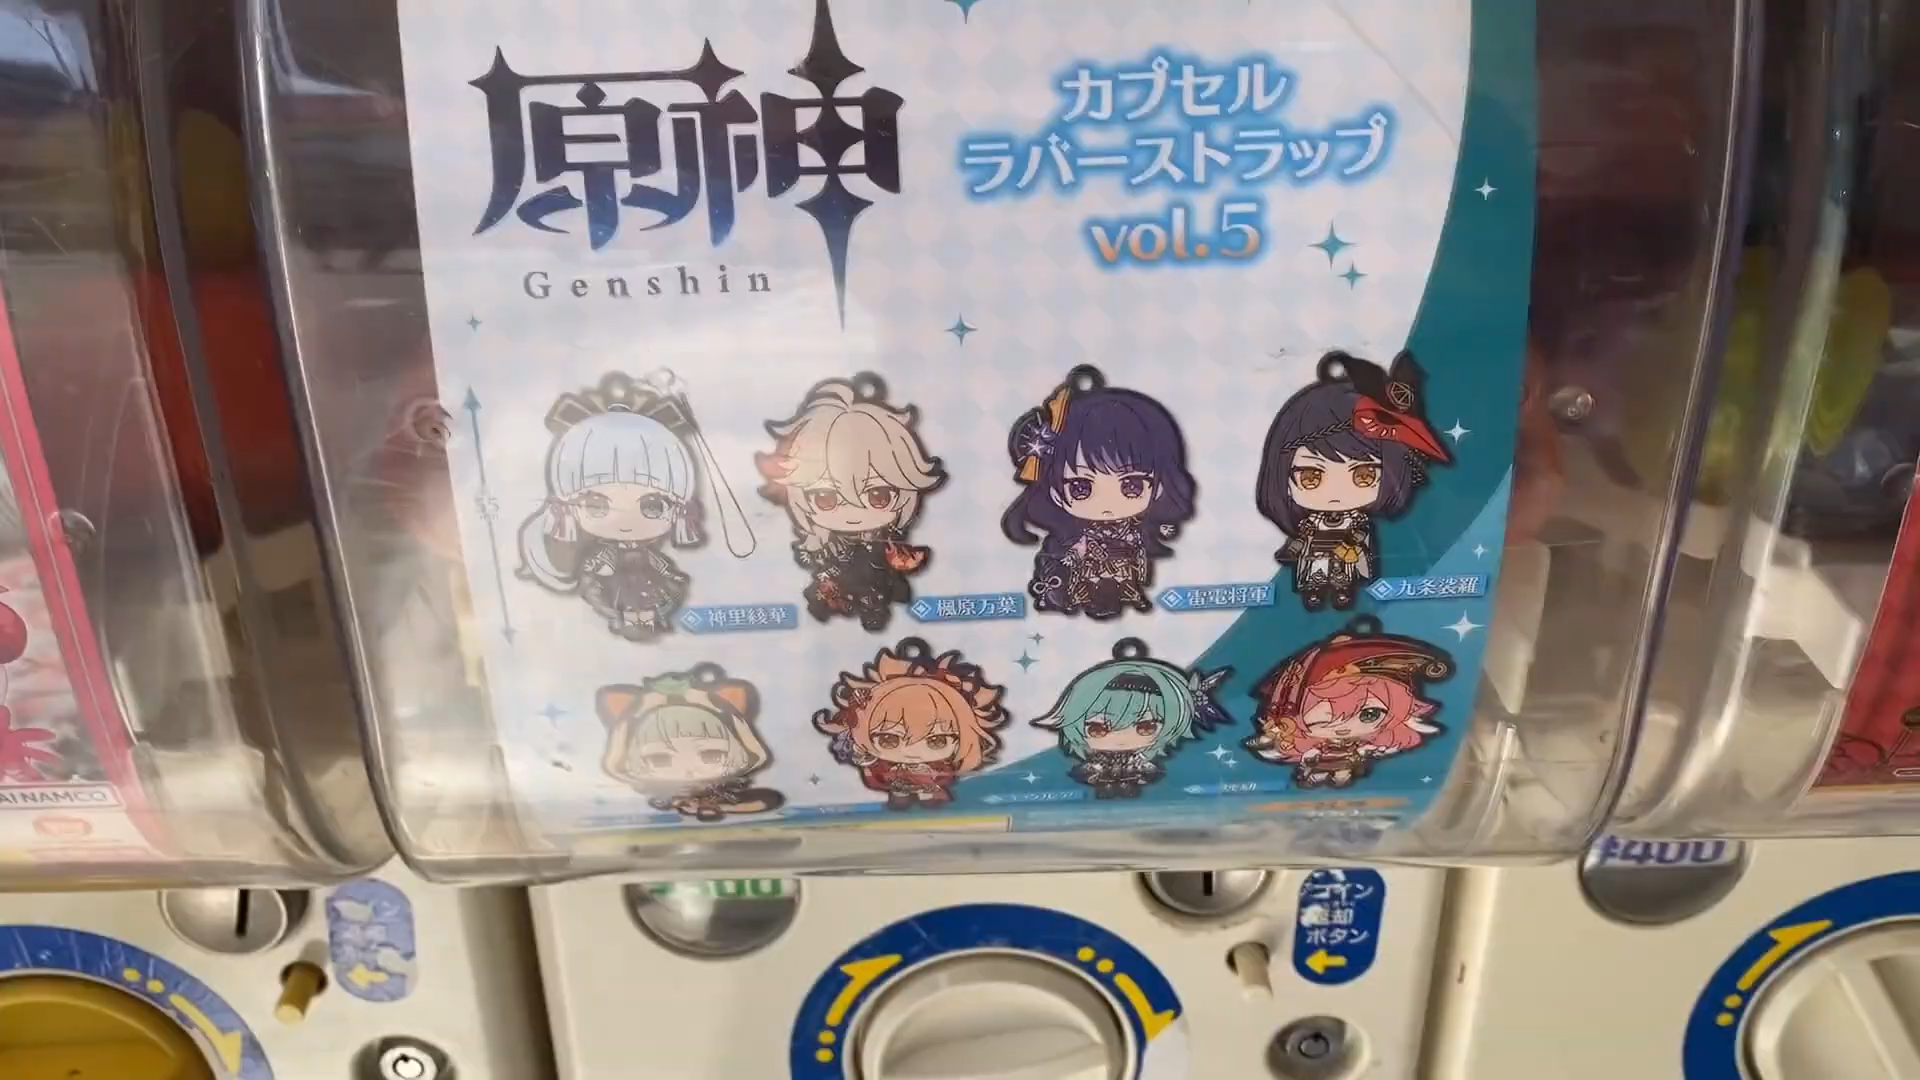 原神
Genshin
カプセル
ラバーストラップ
vol.5
神里綾華
楓原万葉
雷電将軍
九条裟羅
AI NAMCO
¥400
コイン
返却
ボタン